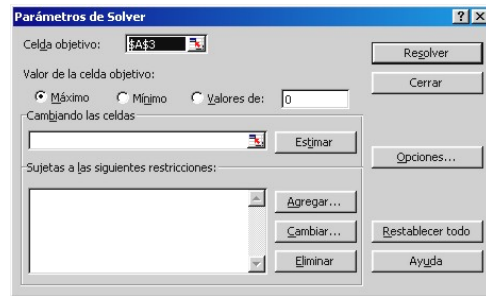 Parámetros de Solver
Celda objetivo: $A$3
Valor de la celda objetivo:
Máximo Mínimo Valores de: 0
Cambiando las celdas
Estimar
Sujetas a las siguientes restricciones:
Agregar...
Cambiar...
Eliminar
Resolver
Cerrar
Opciones...
Restablecer todo
Ayuda